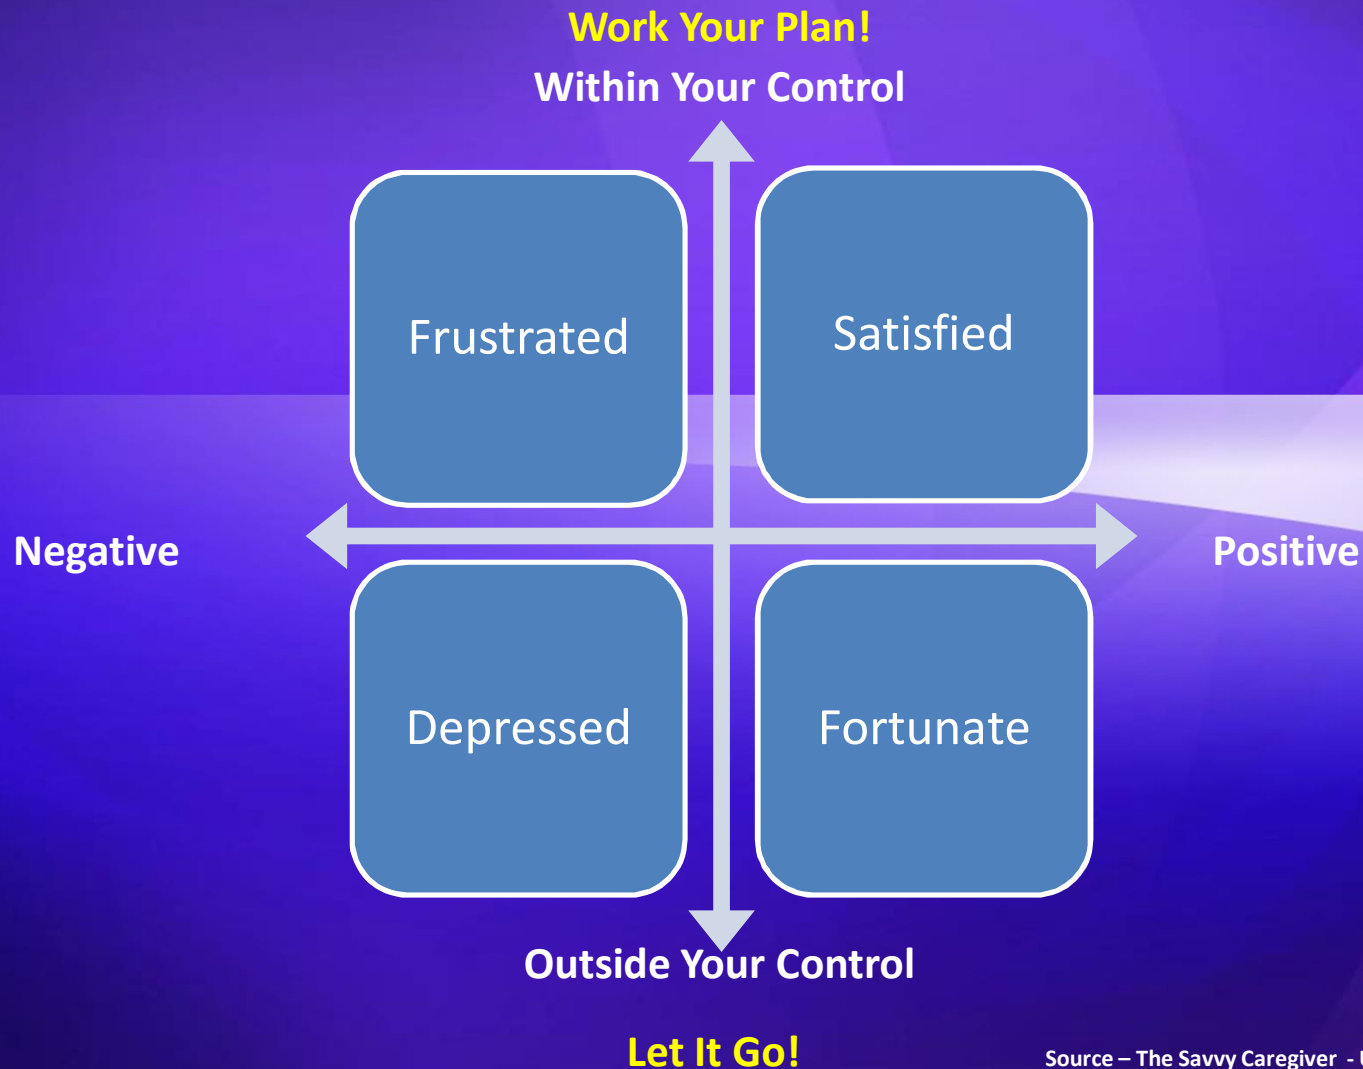 Work Your Plan!
Within Your Control
Frustrated
Satisfied
Negative
Positive
Depressed
Fortunate
Outside Your Control
Let It Go!
Source – The Savvy Caregiver -